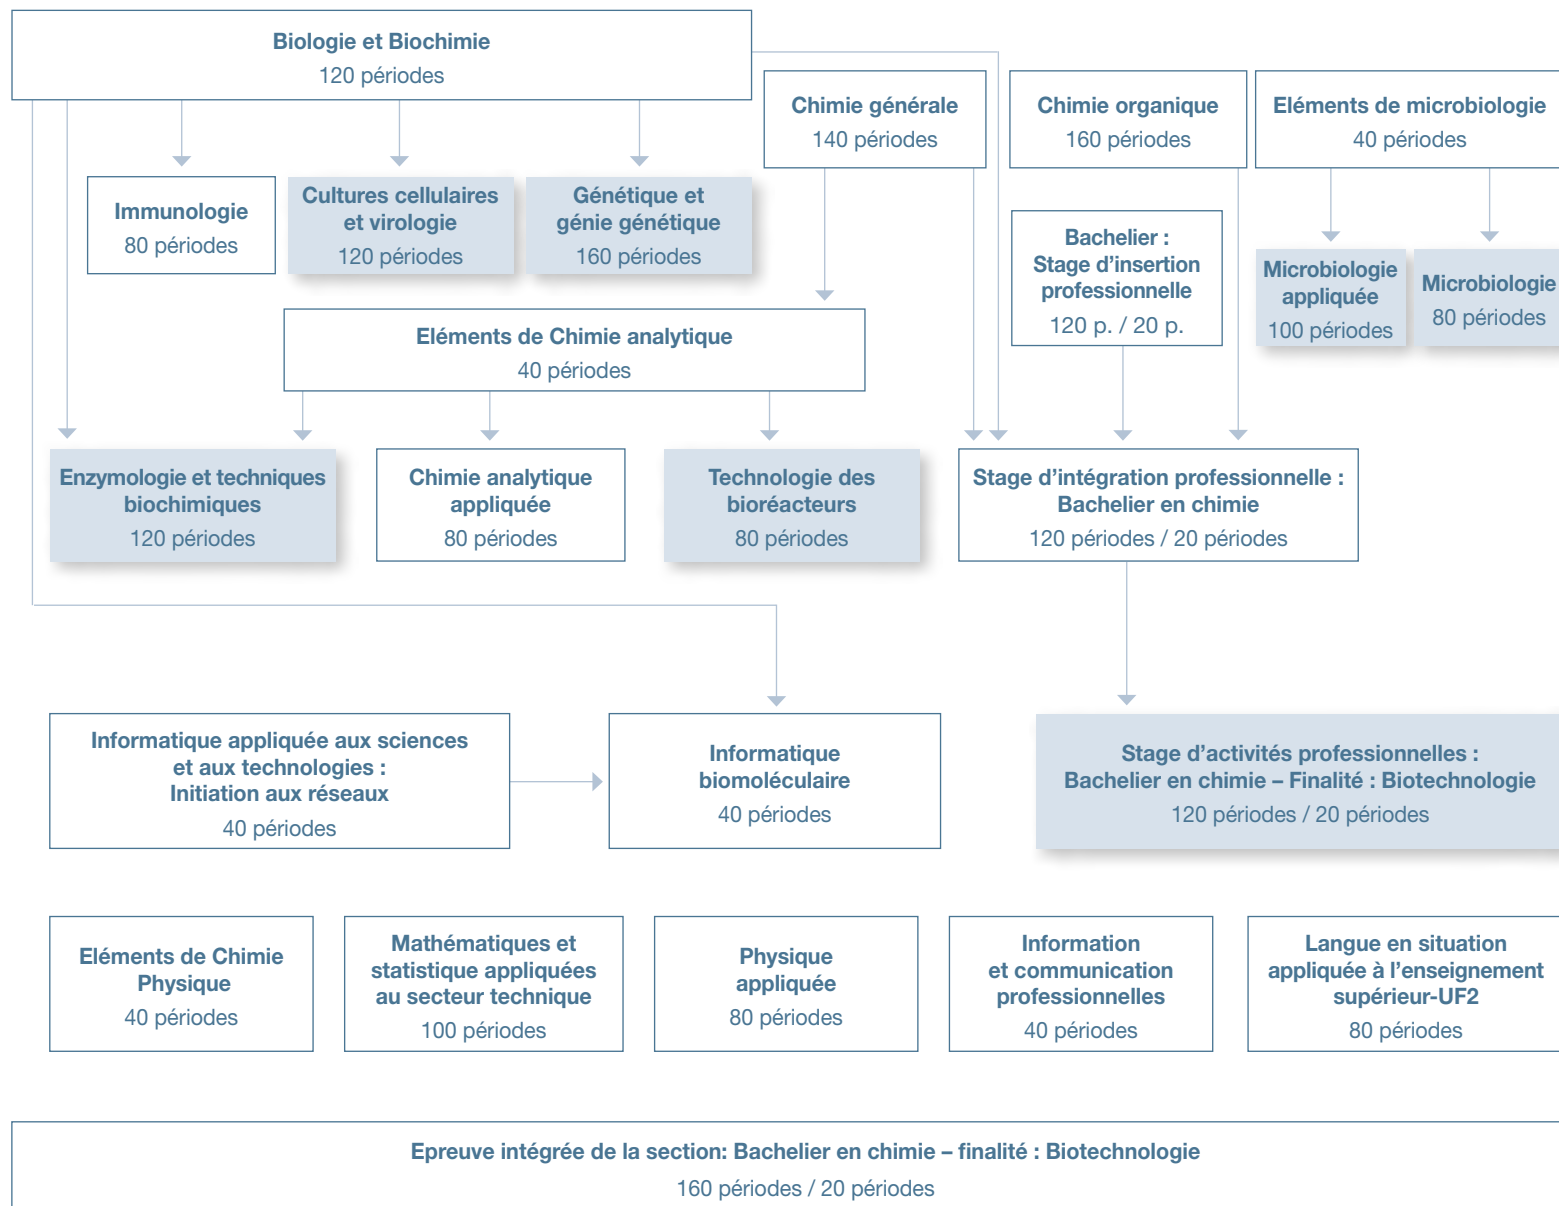 Biologie et Biochimie
120 périodes
Chimie générale
140 périodes
Chimie organique
160 périodes
Eléments de microbiologie
40 périodes
Immunologie
80 périodes
Cultures cellulaires
et virologie
120 périodes
Génétique et
génie génétique
160 périodes
Bachelier :
Stage d’insertion
professionnelle
120 p. / 20 p.
Microbiologie
appliquée
100 périodes
Microbiologie
80 périodes
Eléments de Chimie analytique
40 périodes
Enzymologie et techniques
biochimiques
120 périodes
Chimie analytique
appliquée
80 périodes
Technologie des
bioréacteurs
80 périodes
Stage d’intégration professionnelle :
Bachelier en chimie
120 périodes / 20 périodes
Informatique appliquée aux sciences
et aux technologies :
Initiation aux réseaux
40 périodes
Informatique
biomoléculaire
40 périodes
Stage d’activités professionnelles :
Bachelier en chimie – Finalité : Biotechnologie
120 périodes / 20 périodes
Eléments de Chimie
Physique
40 périodes
Mathématiques et
statistique appliquées
au secteur technique
100 périodes
Physique
appliquée
80 périodes
Information
et communication
professionnelles
40 périodes
Langue en situation
appliquée à l’enseignement
supérieur-UF2
80 périodes
Epreuve intégrée de la section: Bachelier en chimie – finalité : Biotechnologie
160 périodes / 20 périodes